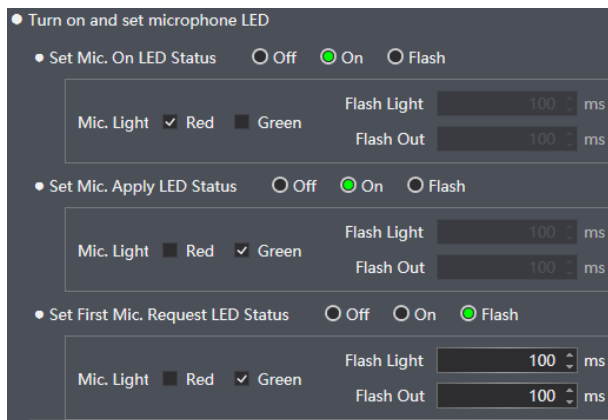 Turn on and set microphone LED
Set Mic. On LED Status Off On Flash
Flash Light 100 ms
Mic. Light Red Green
Flash Out 100 ms
Set Mic. Apply LED Status Off On Flash
Flash Light 100 ms
Mic. Light Red Green
Flash Out 100 ms
Set First Mic. Request LED Status Off On Flash
Flash Light 100 ms
Mic. Light Red Green
Flash Out 100 ms